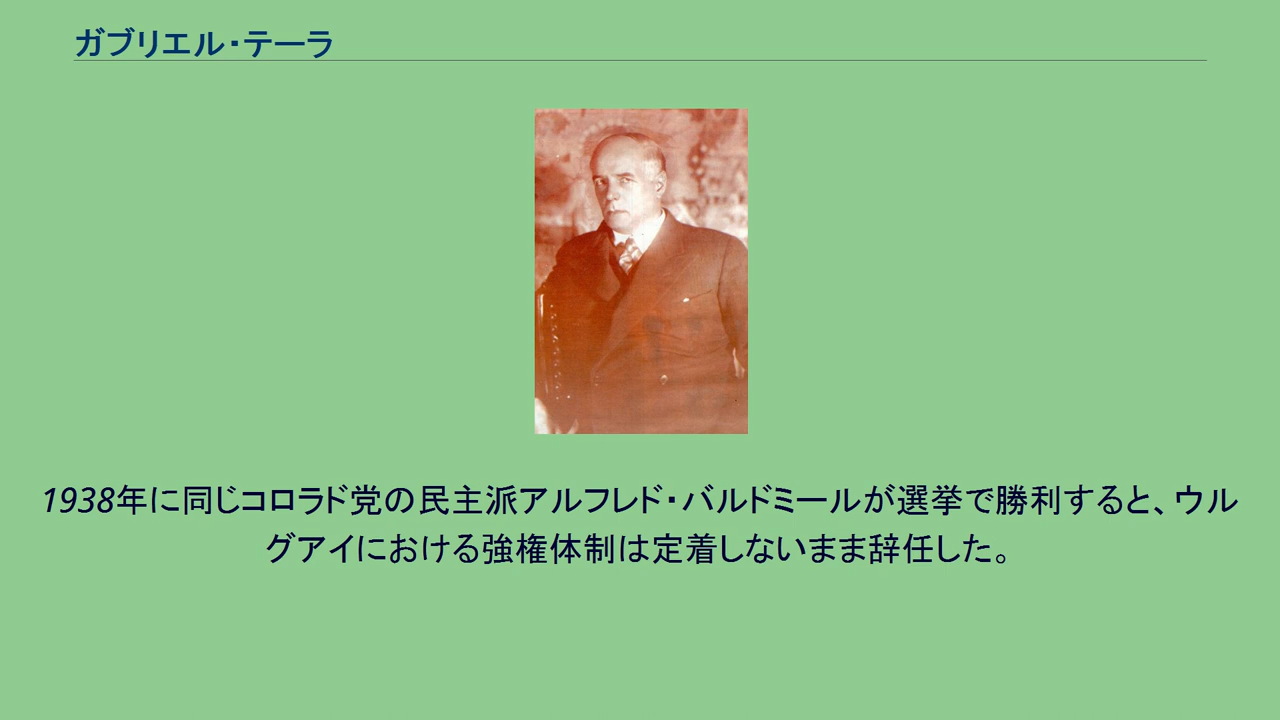 ガブリエル・テーラ
1938年に同じコロラド党の民主派アルフレド・バルドミールが選挙で勝利すると、ウル
グアイにおける強権体制は定着しないまま辞任した。